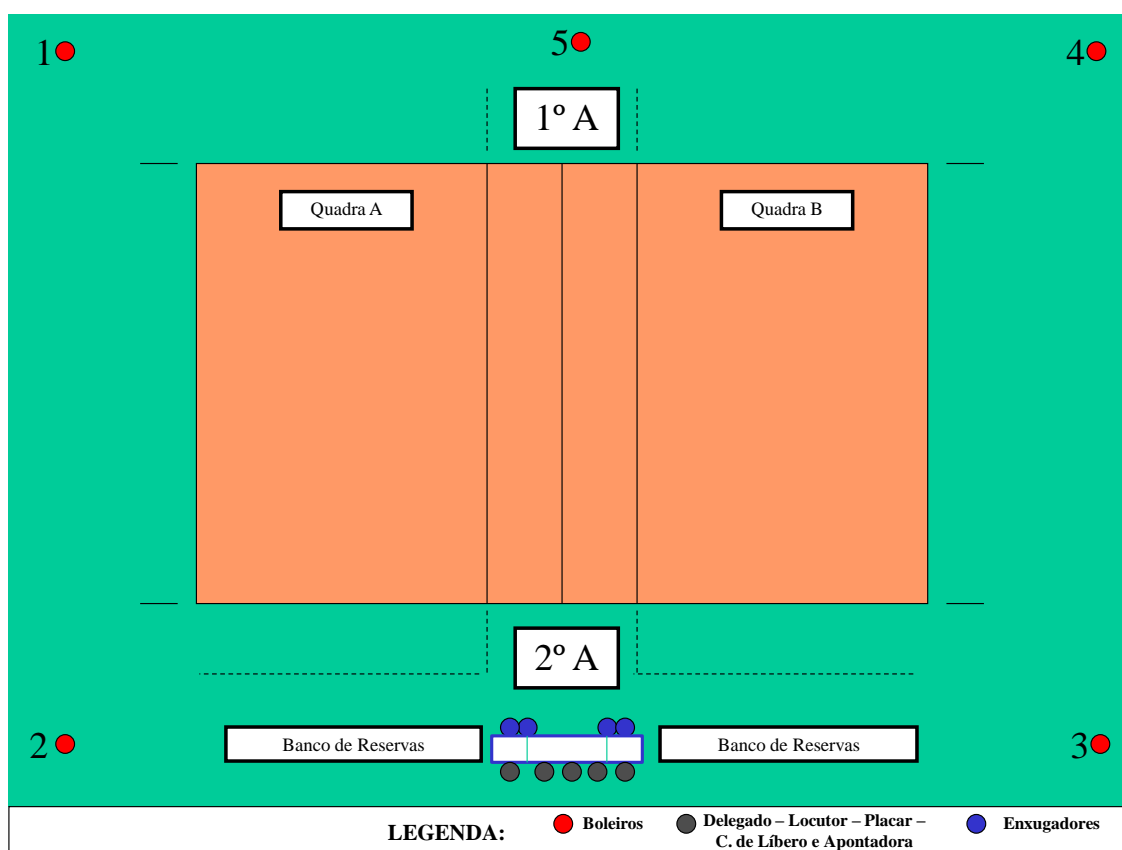 1
5
4
1º A
Quadra A
Quadra B
2º A
2
Banco de Reservas
Banco de Reservas
3
LEGENDA:
Boleiros
Delegado – Locutor – Placar –
C. de Líbero e Apontadora
Enxugadores